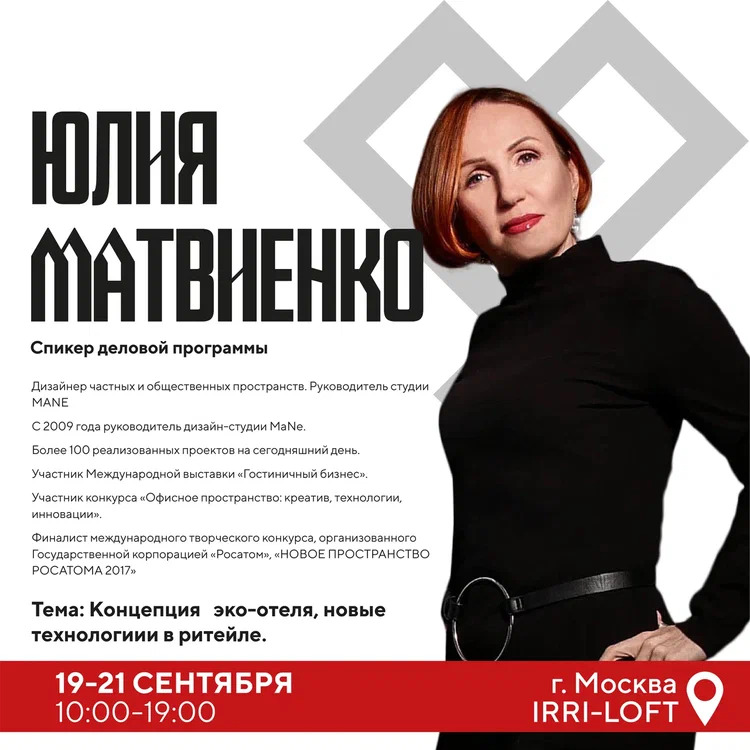 ЮЛИЯ
МАТВИЕНКО
Спикер деловой программы
Дизайнер частных и общественных пространств. Руководитель студии
MANE
С 2009 года руководитель дизайн-студии MaNe.
Более 100 реализованных проектов на сегодняшний день.
Участник Международной выставки «Гостиничный бизнес».
Участник конкурса «Офисное пространство: креатив, технологии,
инновации».
Финалист международного творческого конкурса, организованного
Государственной корпорацией «Росатом», «НОВОЕ ПРОСТРАНСТВО
РОСАТОМА 2017»
Тема: Концепция эко-отеля, новые
технологиии в ритейле.
19-21 СЕНТЯБРЯ
10:00-19:00
г. Москва
IRRI-LOFT